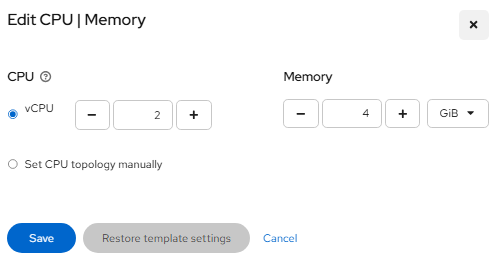 Edit CPU | Memory
CPU
Memory
vCPU
2
4
GiB
Set CPU topology manually
Save
Restore template settings
Cancel